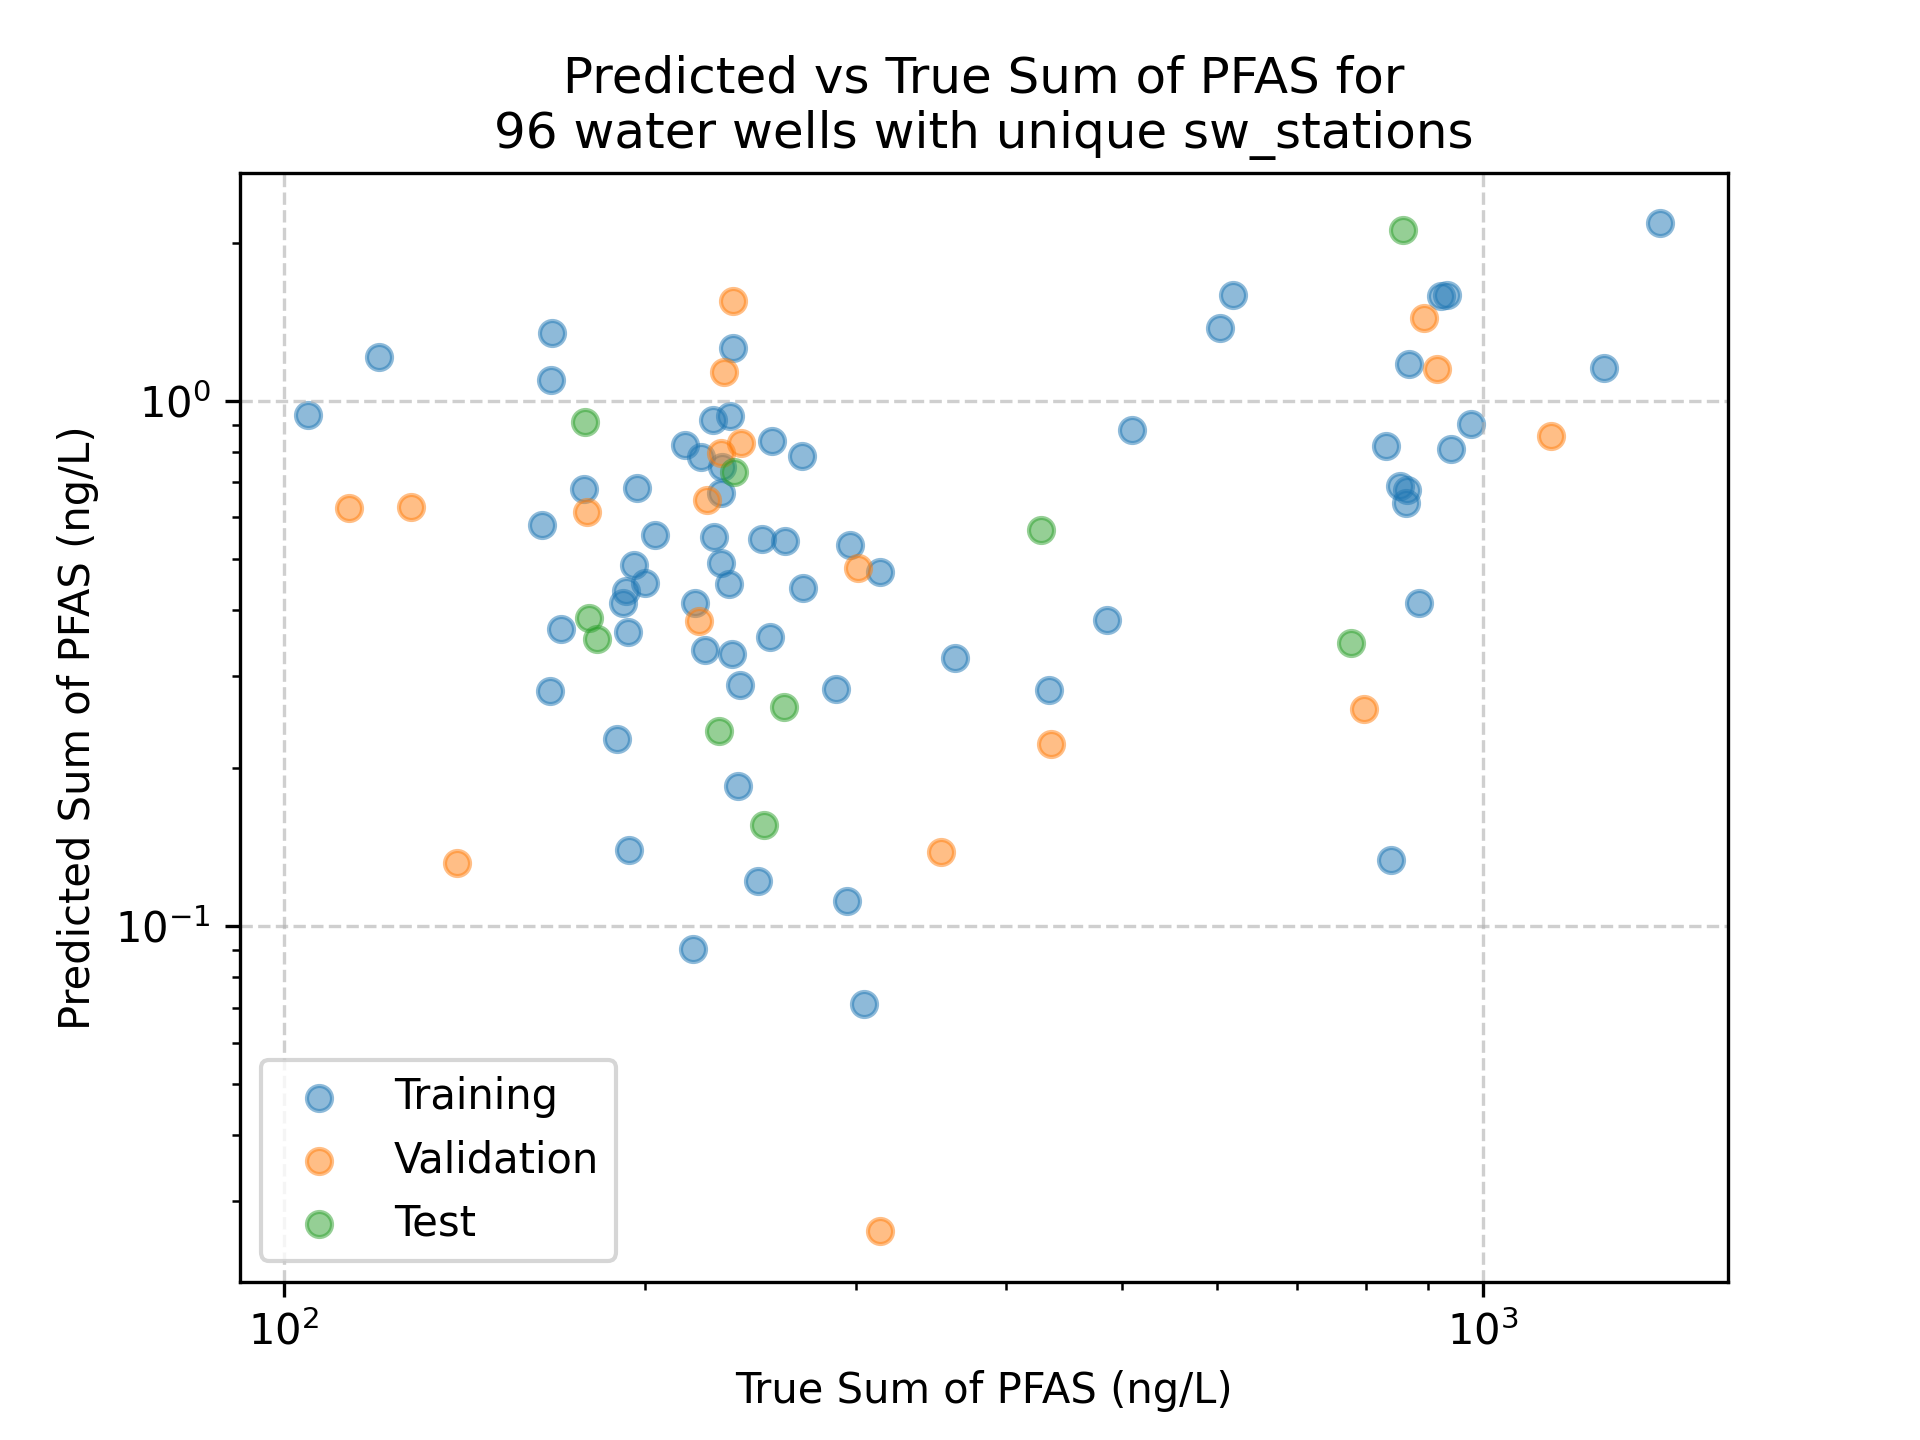 Predicted vs True Sum of PFAS for
96 water wells with unique sw_stations
Predicted Sum of PFAS (ng/L)
10⁰
10⁻¹
Training
Validation
Test
10²
10³
True Sum of PFAS (ng/L)